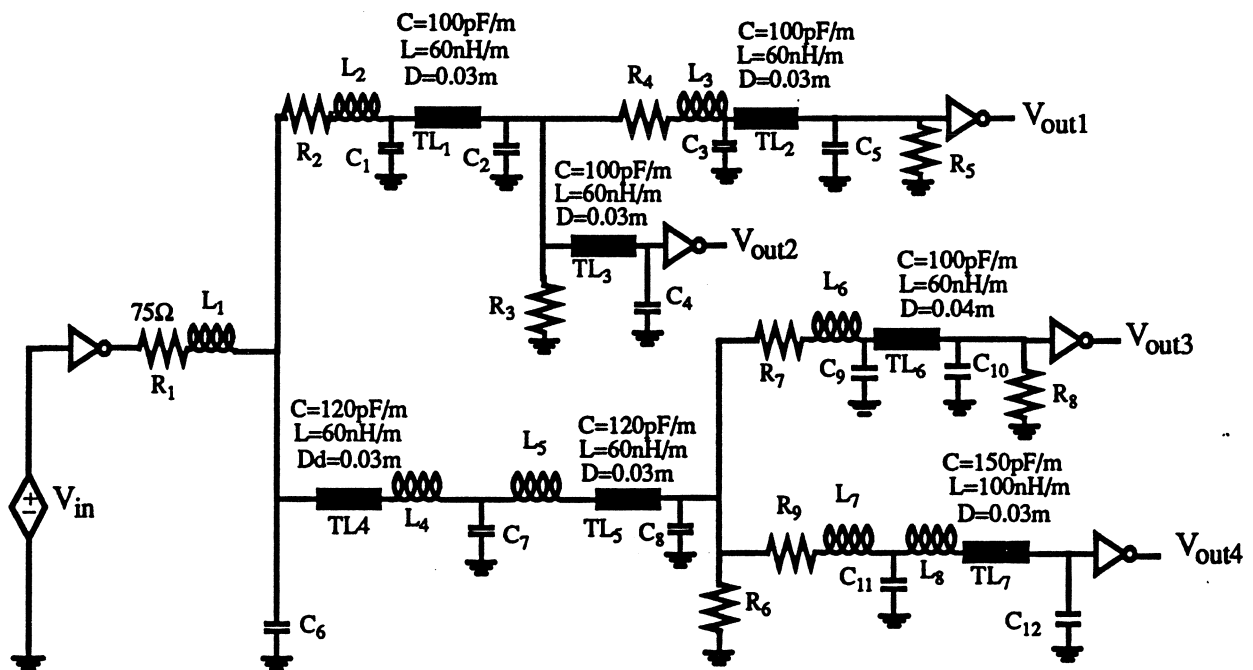 C=100pF/m
L=60nH/m
D=0.03m
C=100pF/m
L=60nH/m
D=0.03m
L2
R4
L3
R2
C1
TL1
C2
C3
TL2
C5
R5
Vout1
C=100pF/m
L=60nH/m
D=0.03m
TL3
Vout2
R3
C4
75Ω
L1
R1
L6
C=100pF/m
L=60nH/m
D=0.04m
R7
C9
TL6
C10
R8
Vout3
C=120pF/m
L=60nH/m
Dd=0.03m
L5
C=120pF/m
L=60nH/m
D=0.03m
Vin
TL4
L4
C7
TL5
C8
R9
L7
C=150pF/m
L=100nH/m
D=0.03m
C11
L8
TL7
Vout4
C6
R6
C12